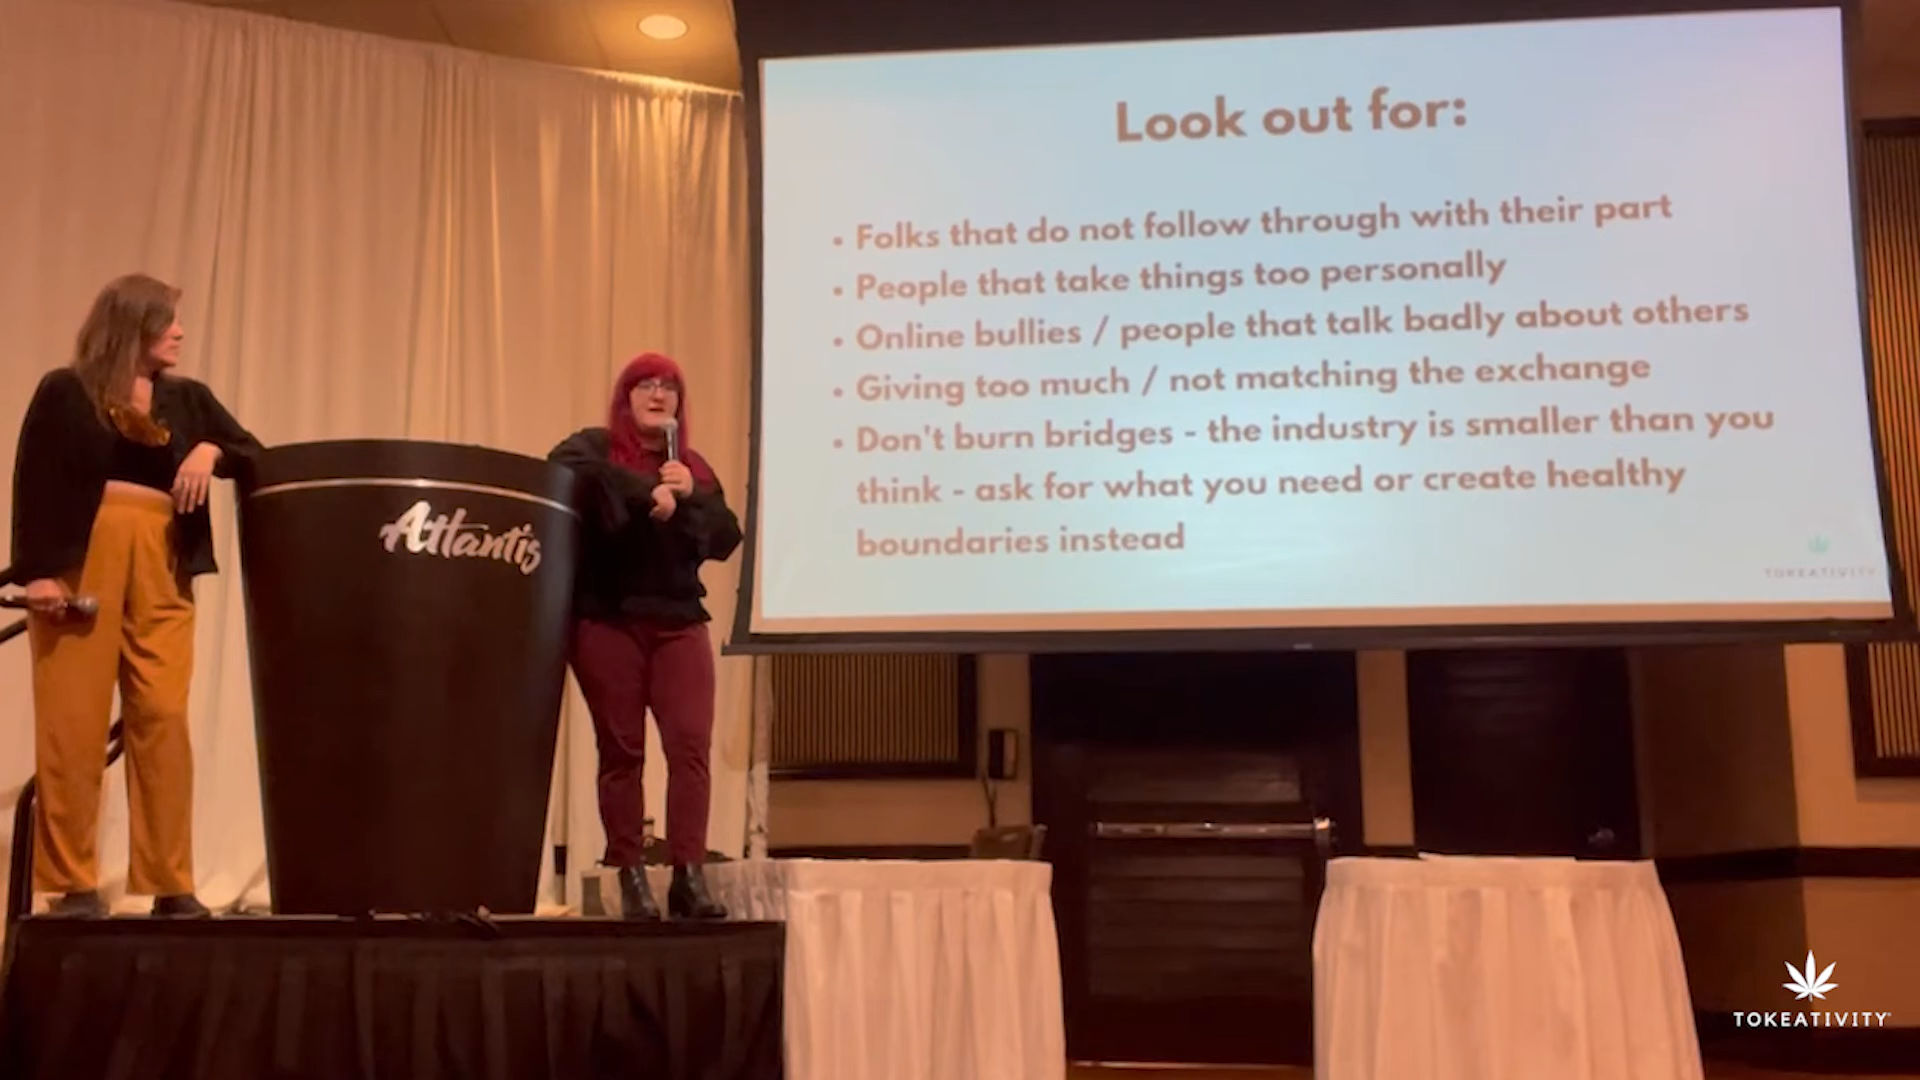 Look out for:
• Folks that do not follow through with their part
• People that take things too personally
• Online bullies / people that talk badly about others
• Giving too much / not matching the exchange
• Don't burn bridges - the industry is smaller than you
think - ask for what you need or create healthy
boundaries instead
TOKEATIVITY
Atlantis
TOKEATIVITY